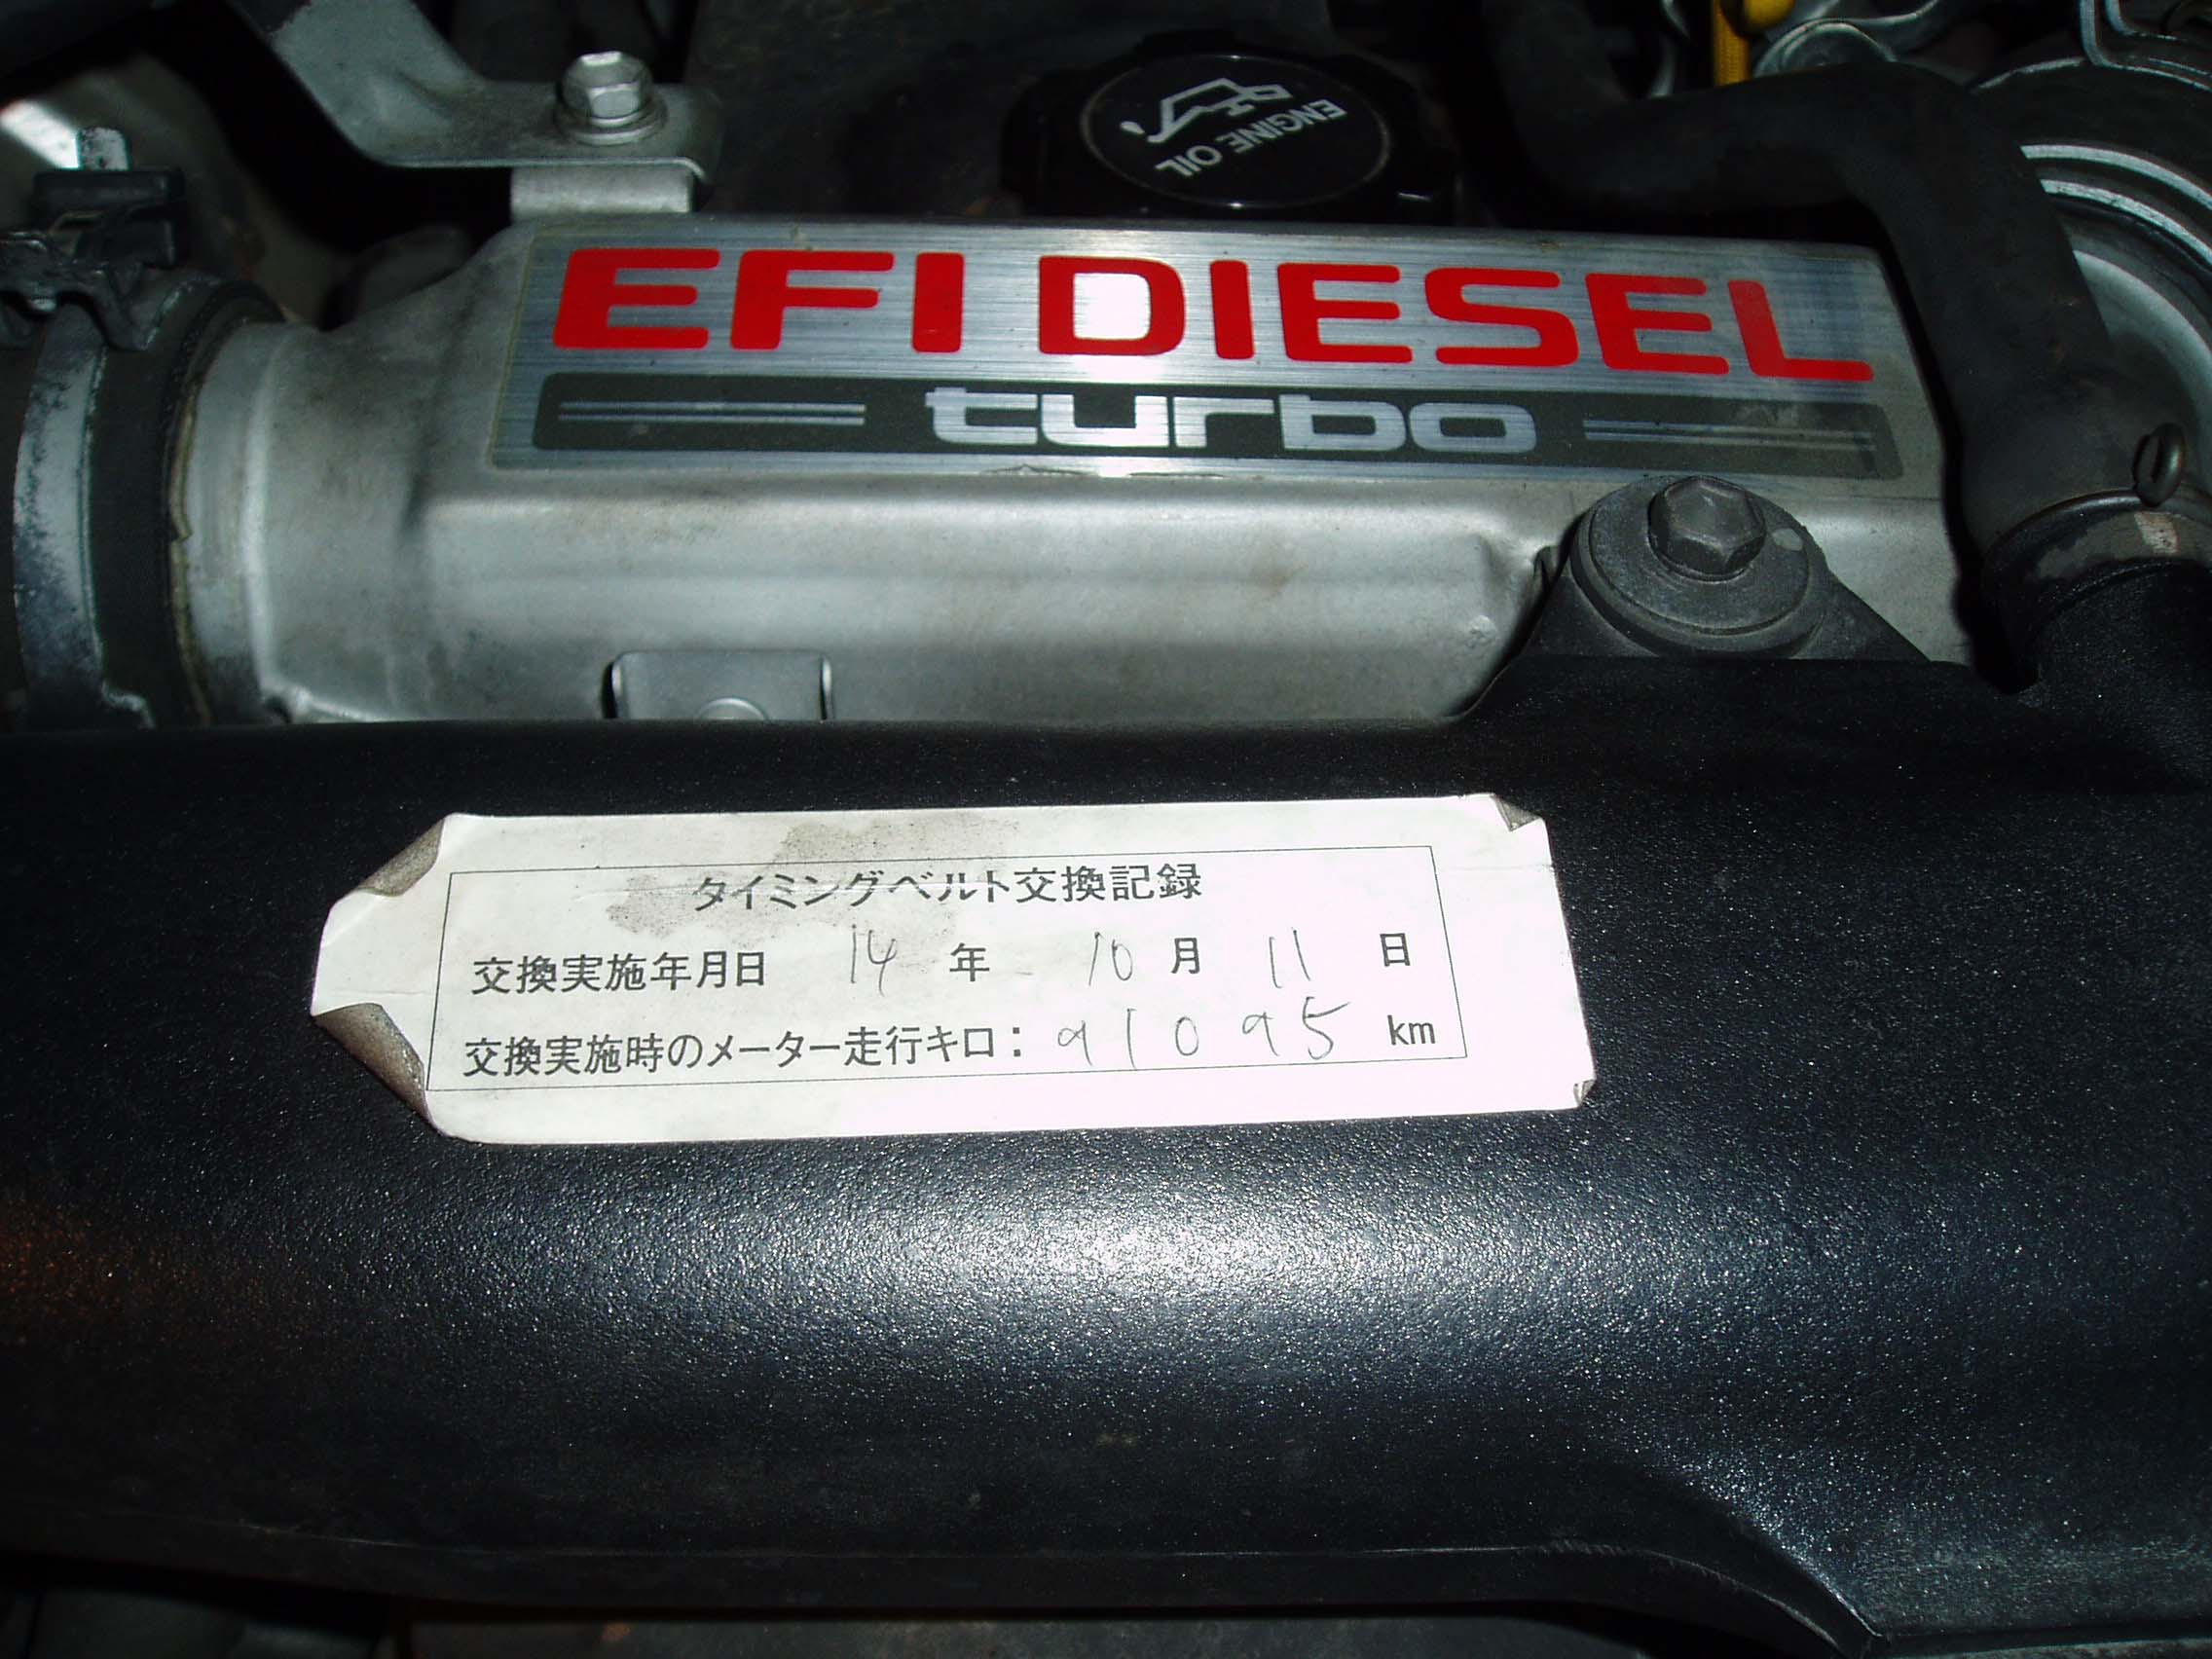 ENGINE OIL
EFI DIESEL
turbo
タイミングベルト交換記録
交換実施年月日 14 年 10 月 11 日
交換実施時のメーター走行キロ: 91095 km